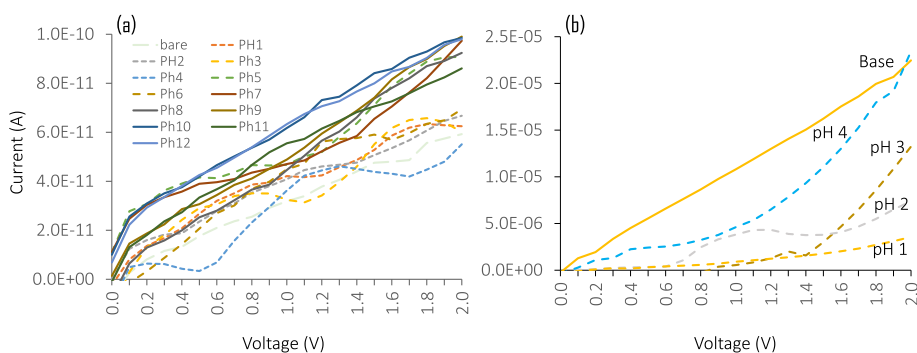 (a)
1.0E-10
8.0E-11
6.0E-11
4.0E-11
2.0E-11
0.0E+00
Current (A)
bare
PH1
PH2
Ph3
Ph4
Ph5
Ph6
Ph7
Ph8
Ph9
Ph10
Ph11
Ph12
0.0
0.2
0.4
0.6
0.8
1.0
1.2
1.4
1.6
1.8
2.0
Voltage (V)
(b)
2.5E-05
2.0E-05
1.5E-05
1.0E-05
5.0E-06
0.0E+00
Base
pH 4
pH 3
pH 2
pH 1
0.0
0.2
0.4
0.6
0.8
1.0
1.2
1.4
1.6
1.8
2.0
Voltage (V)